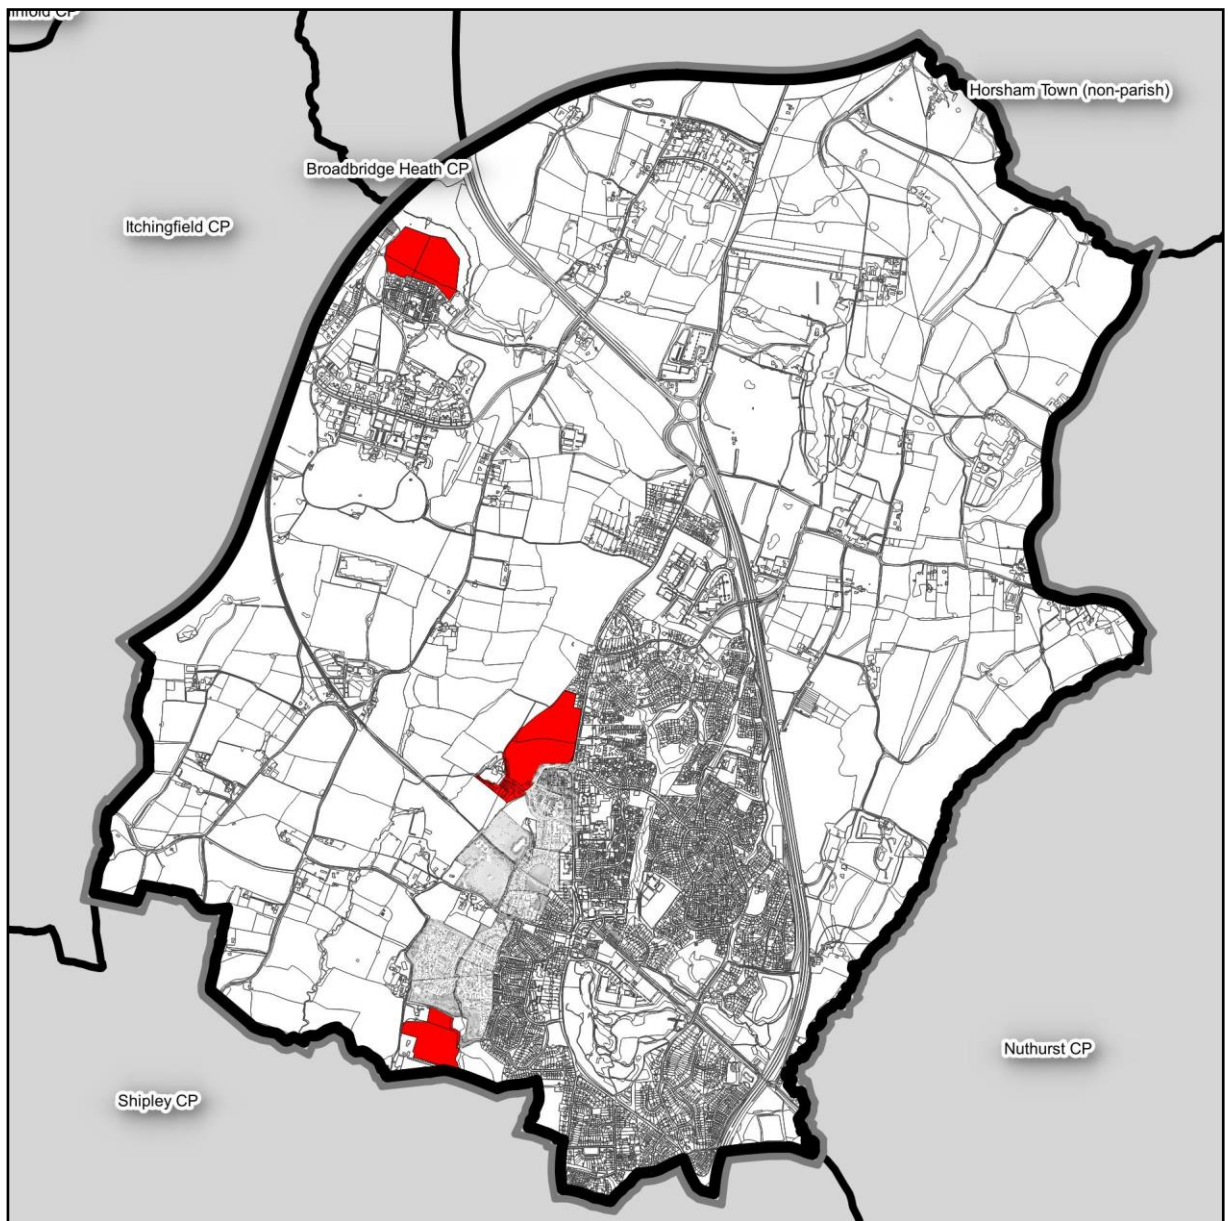 Horsham Town (non-parish)
Broadbridge Heath CP
Itchingfield CP
Nuthurst CP
Shipley CP